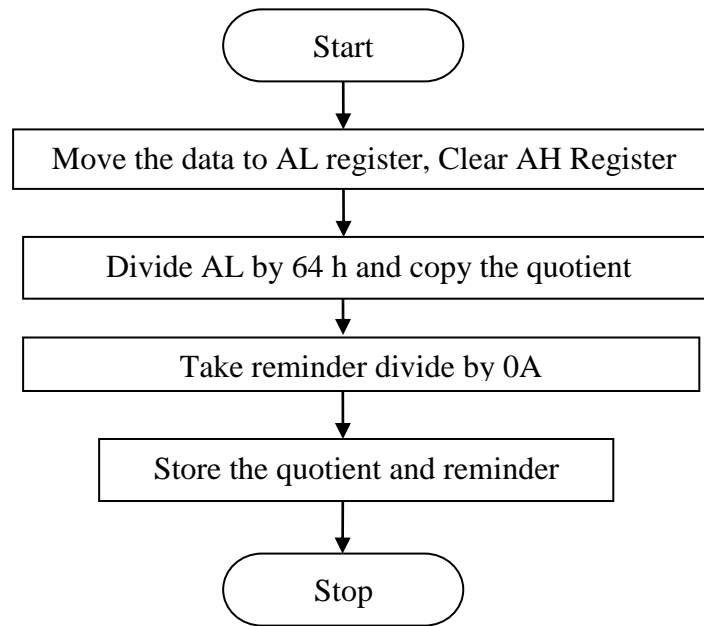 Start
Move the data to AL register, Clear AH Register
Divide AL by 64 h and copy the quotient
Take reminder divide by 0A
Store the quotient and reminder
Stop